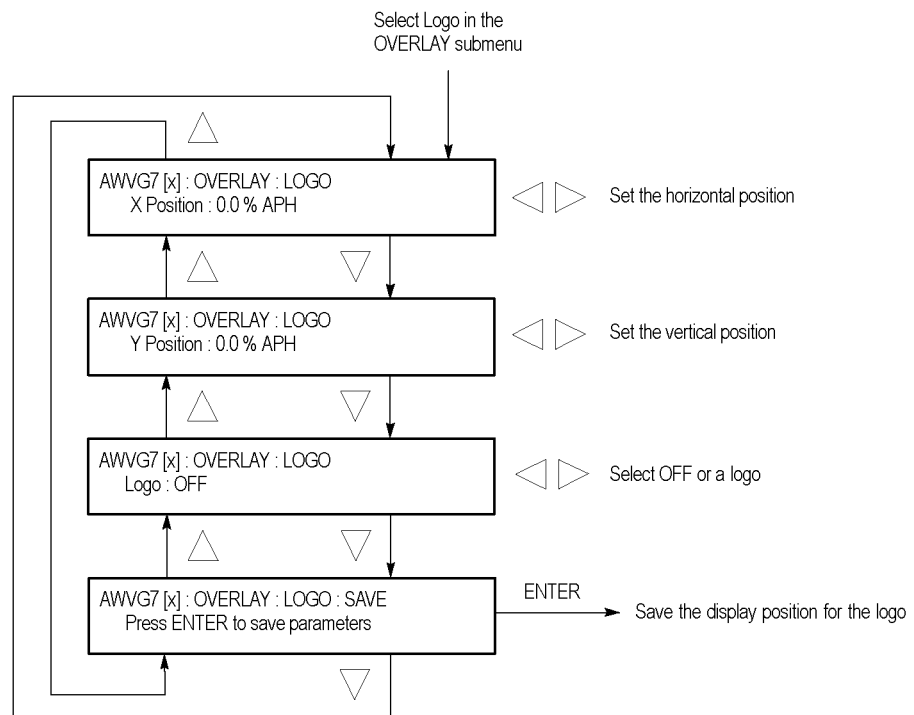 Select Logo in the
OVERLAY submenu
AWVG7 [x] : OVERLAY : LOGO
X Position : 0.0 % APH
Set the horizontal position
AWVG7 [x] : OVERLAY : LOGO
Y Position : 0.0 % APH
Set the vertical position
AWVG7 [x] : OVERLAY : LOGO
Logo : OFF
Select OFF or a logo
AWVG7 [x] : OVERLAY : LOGO : SAVE
Press ENTER to save parameters
ENTER
Save the display position for the logo